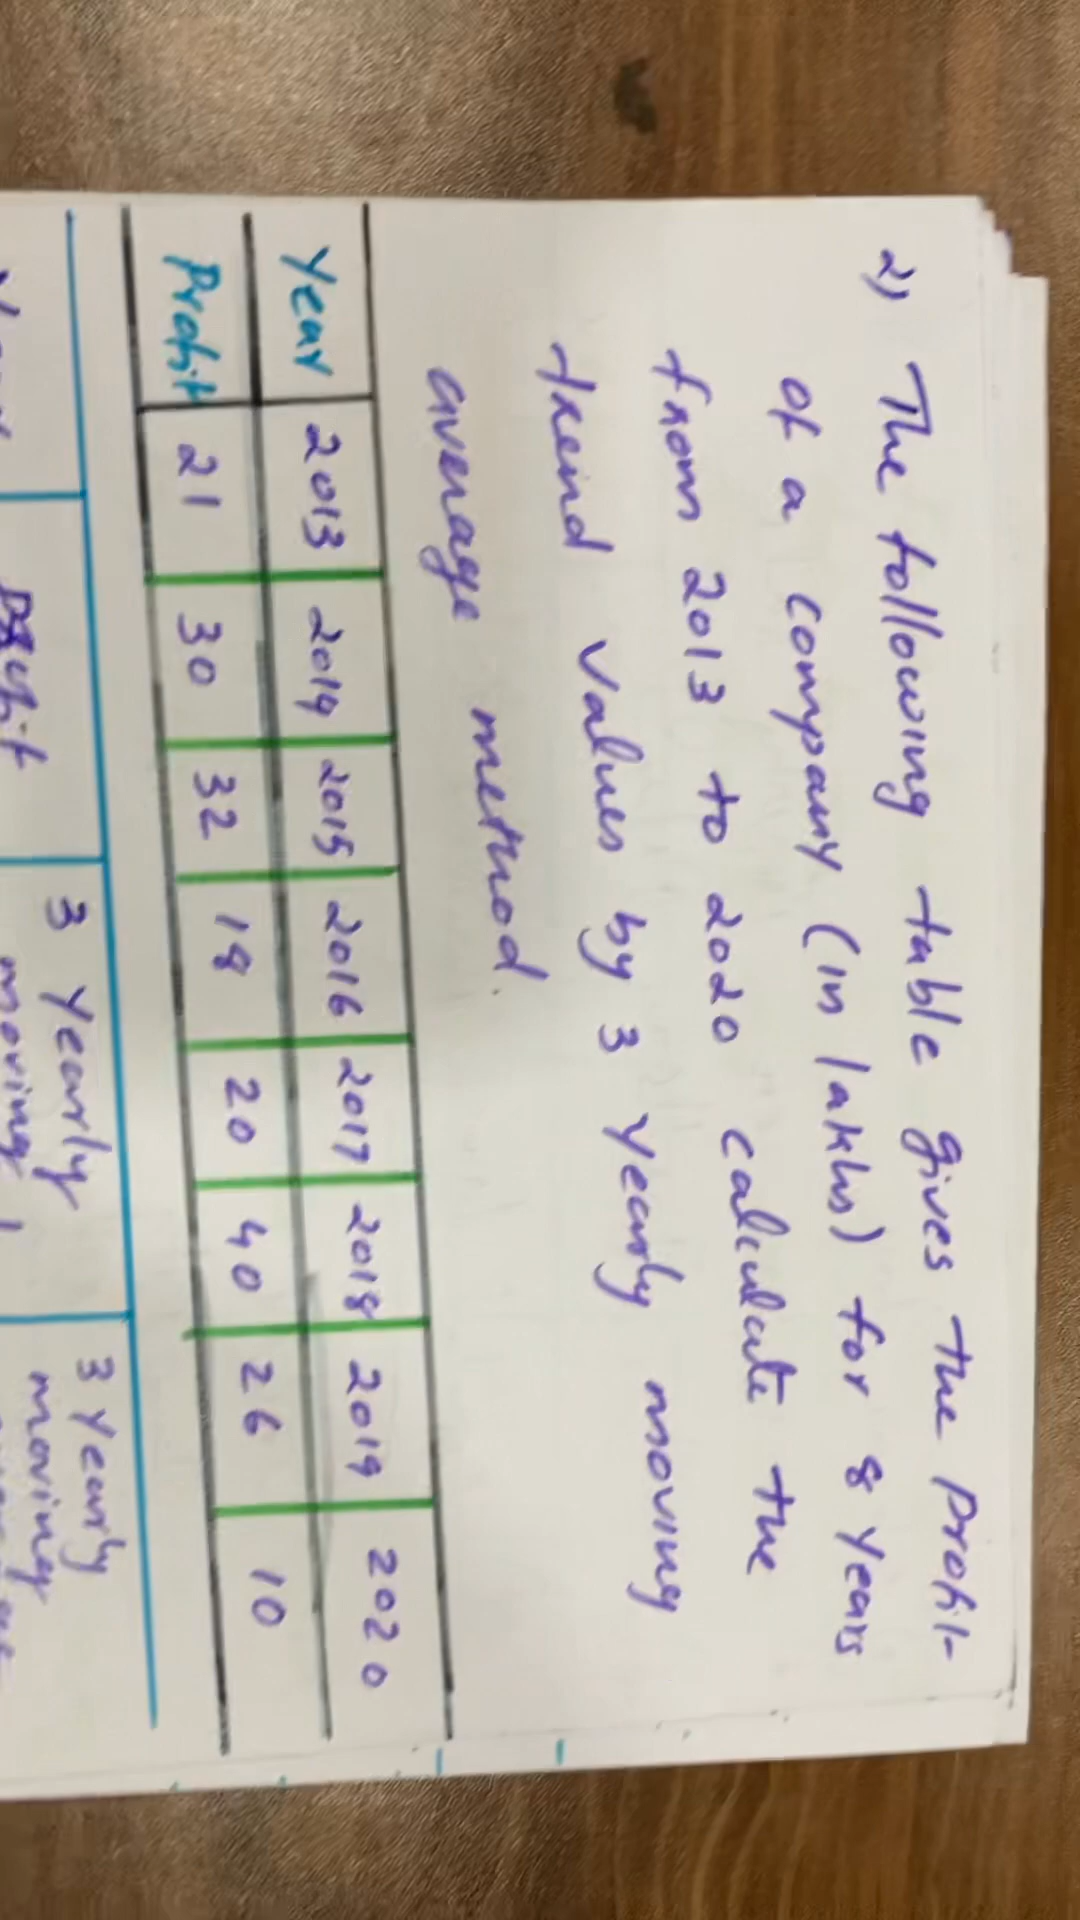 2) The following table gives the profit
of a company (in lakhs) for 8 years
from 2013 to 2020 calculate the
trend values by 3 yearly moving
average method.
Year 2013 2014 2015 2016 2017 2018 2019 2020
Profit 21 30 32 18 20 40 26 10
3 Yearly 3 Yearly
moving moving